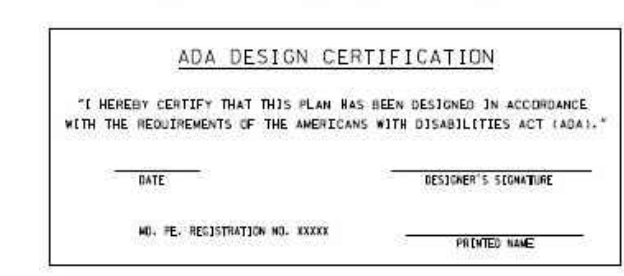 ADA DESIGN CERTIFICATION
"I HEREBY CERTIFY THAT THIS PLAN HAS BEEN DESIGNED IN ACCORDANCE
WITH THE REQUIREMENTS OF THE AMERICANS WITH DISABILITIES ACT (ADA)."
DATE
DESIGNER'S SIGNATURE
MD. PE. REGISTRATION NO. XXXXX
PRINTED NAME